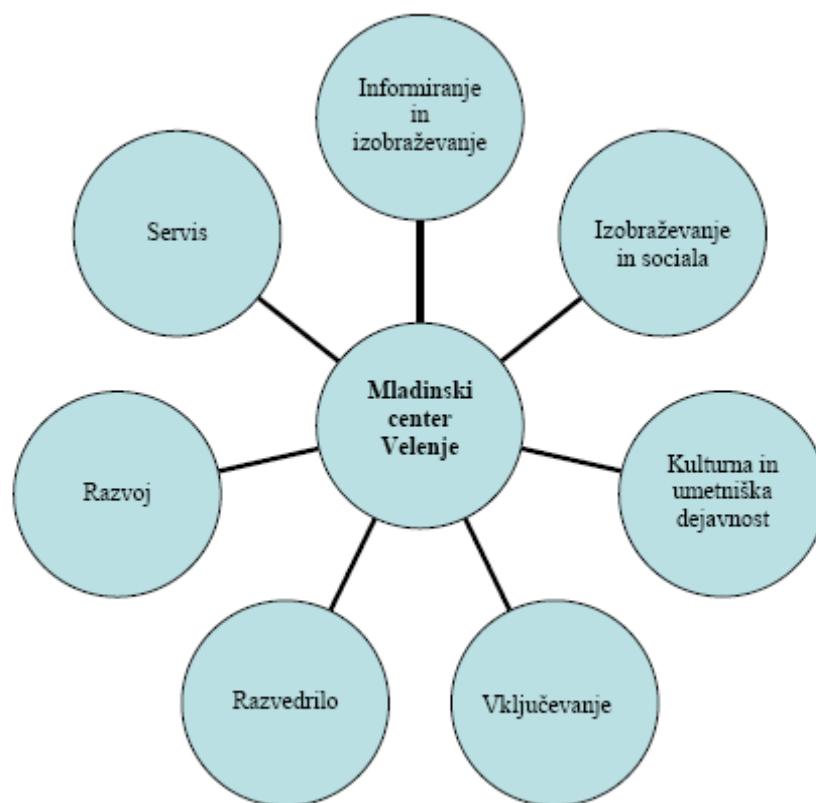 Informiranje
in
izobraževanje
Servis
Izobraževanje
in sociala
Mladinski
center
Velenje
Razvoj
Kulturna in
umetniška
dejavnost
Razvedrilo
Vključevanje